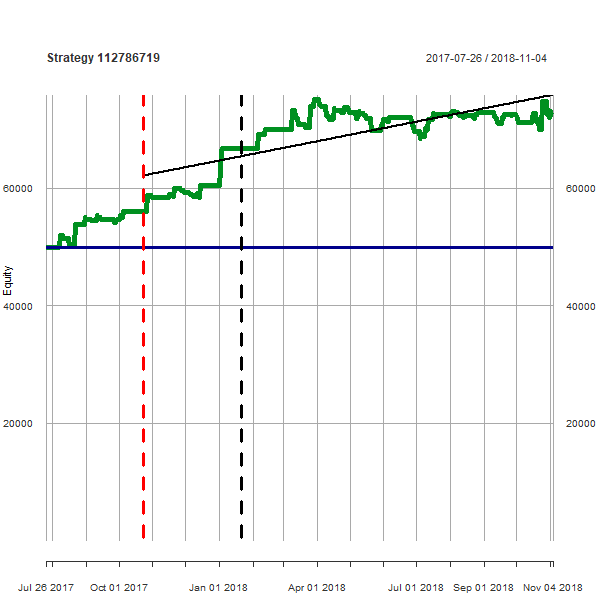 Strategy 112786719
2017-07-26 / 2018-11-04
60000
60000
Equity
40000
40000
20000
20000
Jul 26 2017
Oct 01 2017
Jan 01 2018
Apr 01 2018
Jul 01 2018
Sep 01 2018
Nov 04 2018